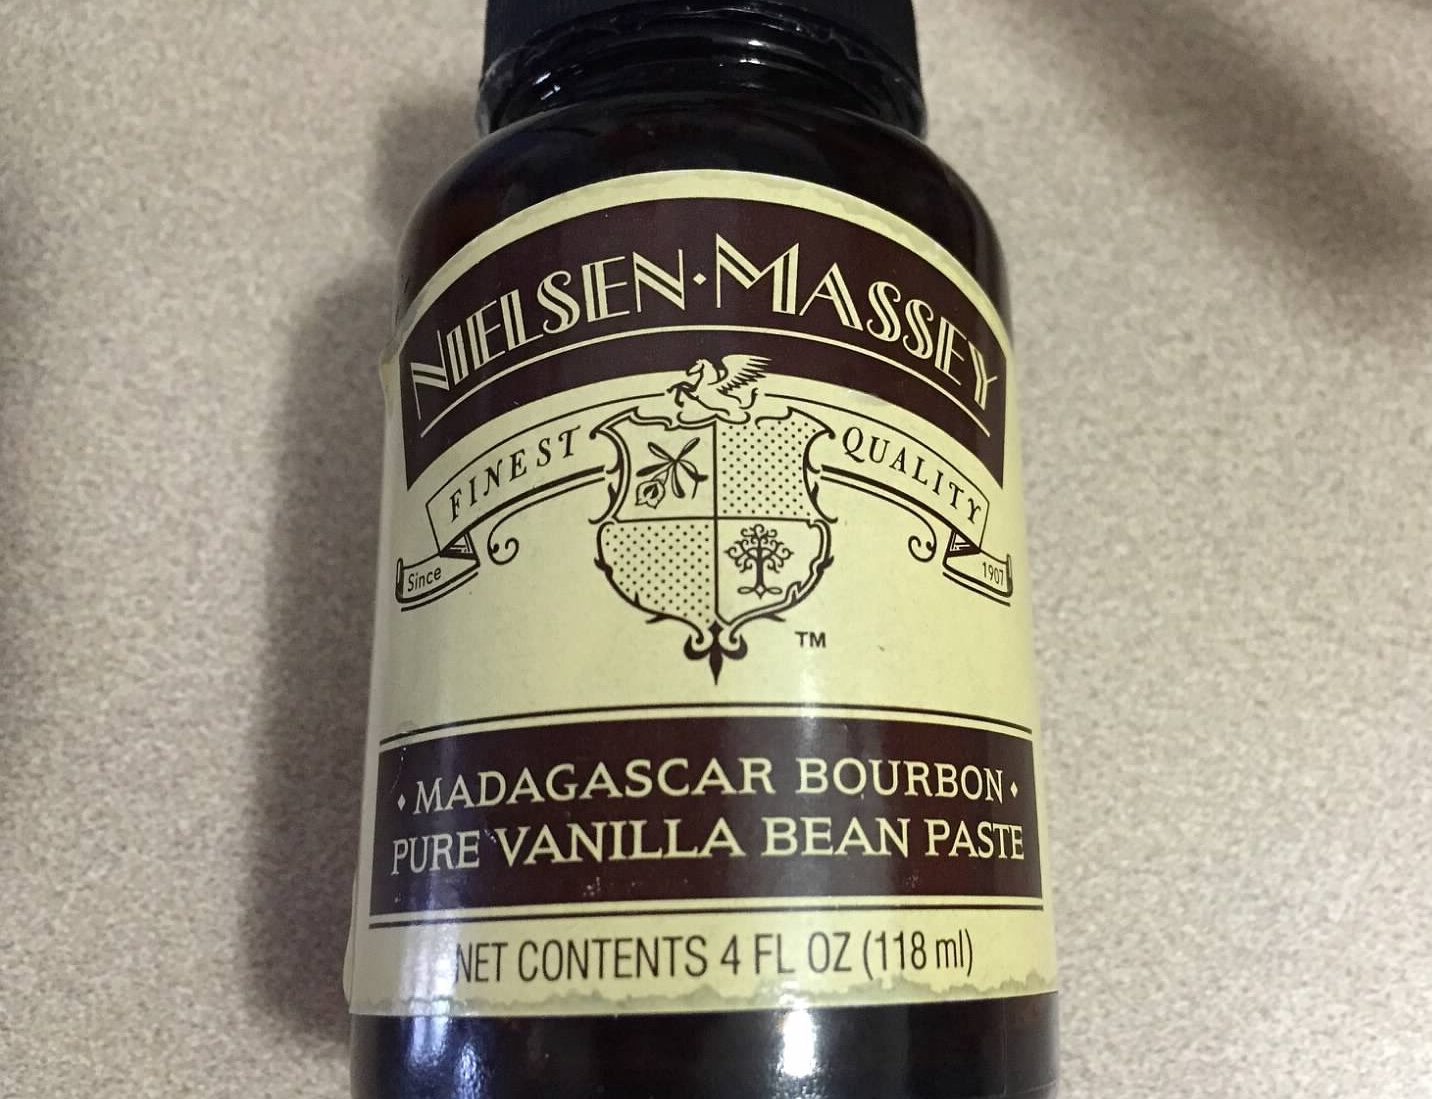 NIELSEN·MASSEY
FINEST QUALITY
Since 1907
TM
·MADAGASCAR BOURBON·
PURE VANILLA BEAN PASTE
NET CONTENTS 4 FL OZ (118 ml)